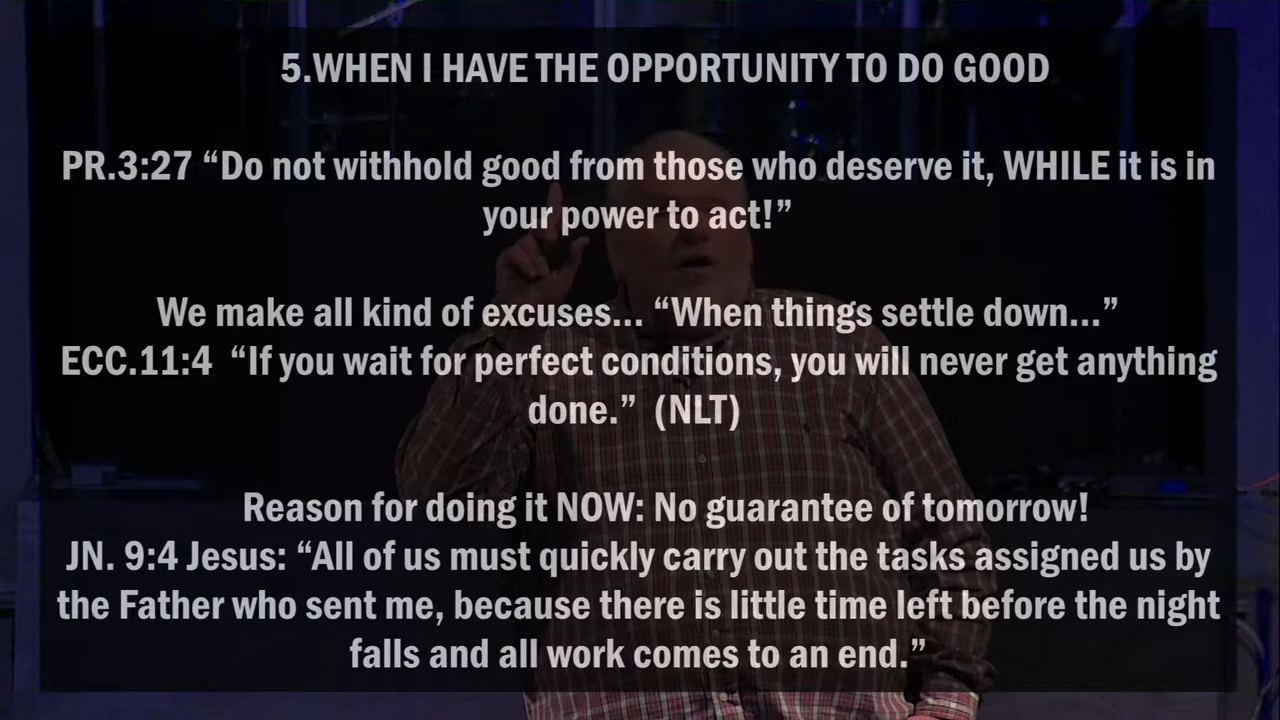 5.WHEN I HAVE THE OPPORTUNITY TO DO GOOD
PR.3:27 “Do not withhold good from those who deserve it, WHILE it is in
your power to act!”
We make all kind of excuses... “When things settle down...”
ECC.11:4 “If you wait for perfect conditions, you will never get anything
done.” (NLT)
Reason for doing it NOW: No guarantee of tomorrow!
JN. 9:4 Jesus: “All of us must quickly carry out the tasks assigned us by
the Father who sent me, because there is little time left before the night
falls and all work comes to an end.”